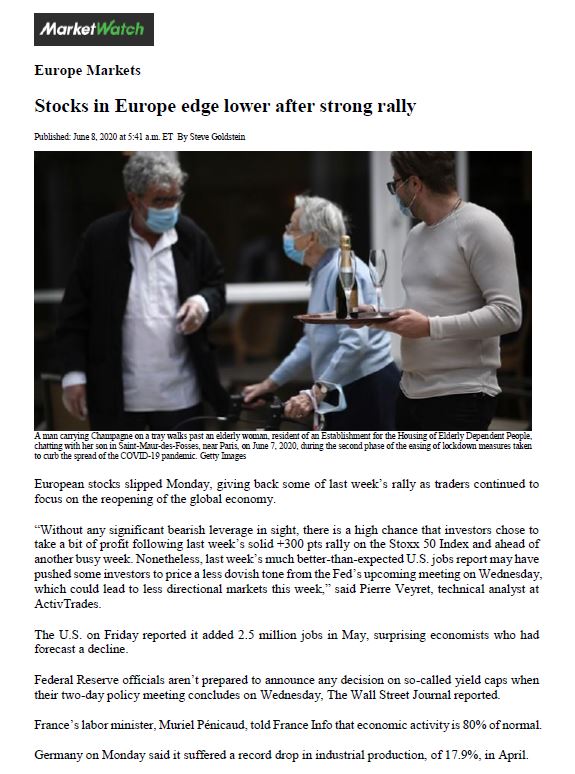 MarketWatch
Europe Markets
Stocks in Europe edge lower after strong rally
Published: June 8, 2020 at 5:41 a.m. ET By Steve Goldstein
A man carrying Champagne on a tray walks past an elderly woman, resident of an Establishment for the Housing of Elderly Dependent People,
chatting with her son in Saint-Maur-des-Fosses, near Paris, on June 7, 2020, during the second phase of the easing of lockdown measures taken
to curb the spread of the COVID-19 pandemic. Getty Images
European stocks slipped Monday, giving back some of last week's rally as traders continued to
focus on the reopening of the global economy.
“Without any significant bearish leverage in sight, there is a high chance that investors chose to
take a bit of profit following last week's solid +300 pts rally on the Stoxx 50 Index and ahead of
another busy week. Nonetheless, last week's much better-than-expected U.S. jobs report may have
pushed some investors to price a less dovish tone from the Fed's upcoming meeting on Wednesday,
which could lead to less directional markets this week,” said Pierre Veyret, technical analyst at
ActivTrades.
The U.S. on Friday reported it added 2.5 million jobs in May, surprising economists who had
forecast a decline.
Federal Reserve officials aren't prepared to announce any decision on so-called yield caps when
their two-day policy meeting concludes on Wednesday, The Wall Street Journal reported.
France's labor minister, Muriel Pénicaud, told France Info that economic activity is 80% of normal.
Germany on Monday said it suffered a record drop in industrial production, of 17.9%, in April.